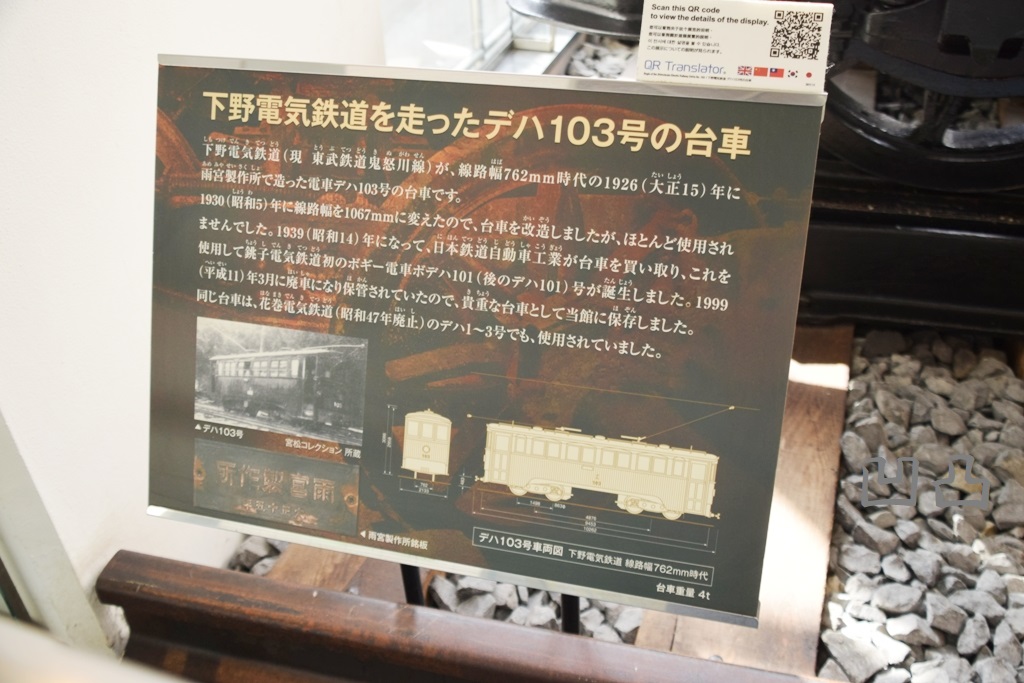 Scan this QR code
to view the details of the display.
QR Translator
下野電気鉄道を走ったデハ103号の台車
下野電気鉄道(現 東武鉄道鬼怒川線)が、線路幅762mm時代の1926(大正15)年に
雨宮製作所で造った電車デハ103号の台車です。
1930(昭和5)年に線路幅を1067mmに変えたので、台車を改造しましたが、ほとんど使用され
ませんでした。1939(昭和14)年になって、日本鉄道自動車工業が台車を買い取り、これを
使用して銚子電気鉄道初のボギー電車ボデハ101(後のデハ101)号が誕生しました。1999
(平成11)年3月に廃車になり保管されていたので、貴重な台車として当館に保存しました。
同じ台車は、花巻電気鉄道(昭和47年廃止)のデハ1~3号でも、使用されていました。
▲デハ103号
宮松コレクション 所蔵
所作製宮雨
◀雨宮製作所銘板
デハ103号車両図 下野電気鉄道 線路幅762mm時代
台車重量 4t
凹凸